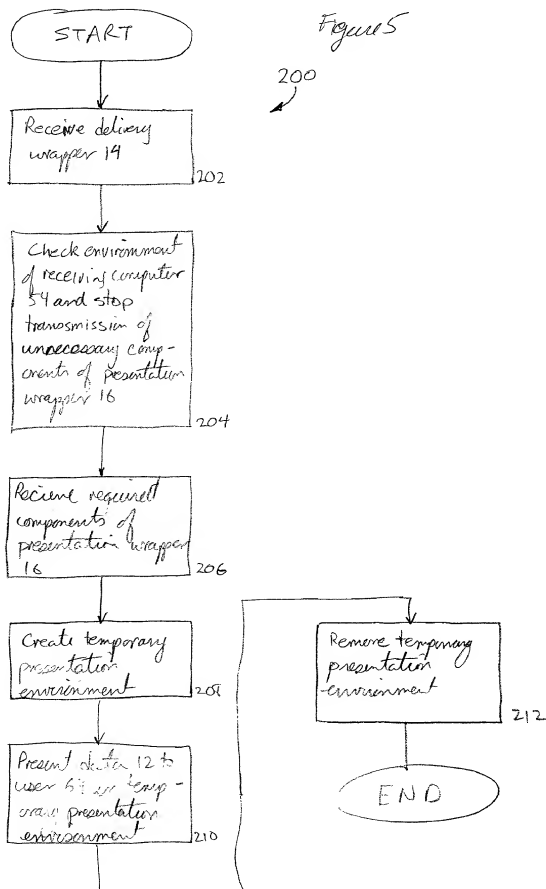 START
Figure 5
200
Receive delivery
wrapper 14
202
Check environment
of receiving computer
54 and stop
transmission of
unnecessary comp-
onents of presentation
wrapper 16
204
Recieve required
components of
presentation wrapper
16
206
Create temporary
presentation
environment
208
Present data 12 to
user in temp-
orary presentation
environment
210
Remove temporary
presentation
environment
212
END